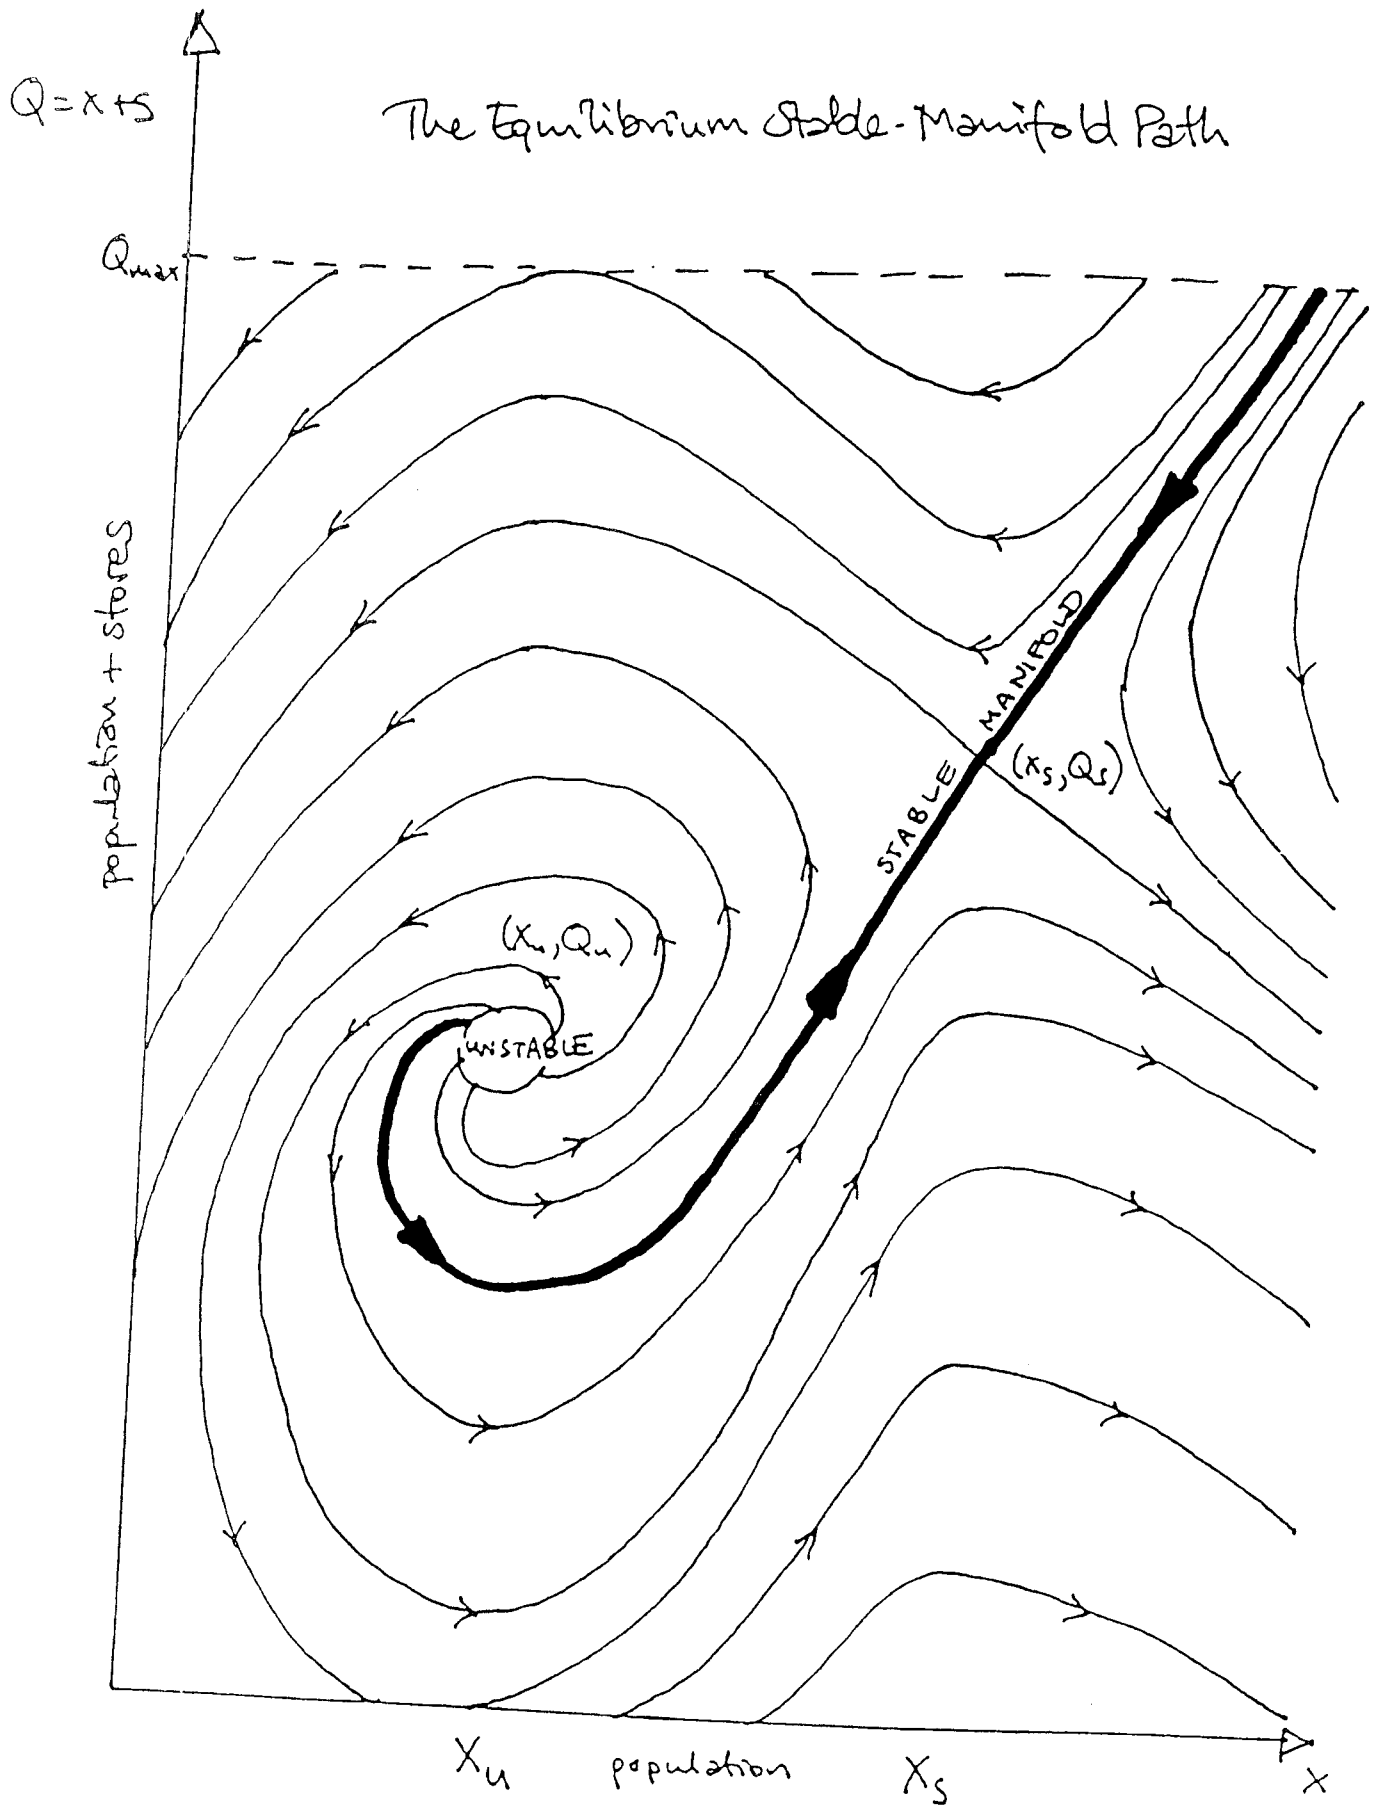 Q = x + s
The Equilibrium Stable-Manifold Path
Qmax
population + stores
STABLE MANIFOLD
(xs, Qs)
(xu, Qu)
UNSTABLE
xu
population
xs
x